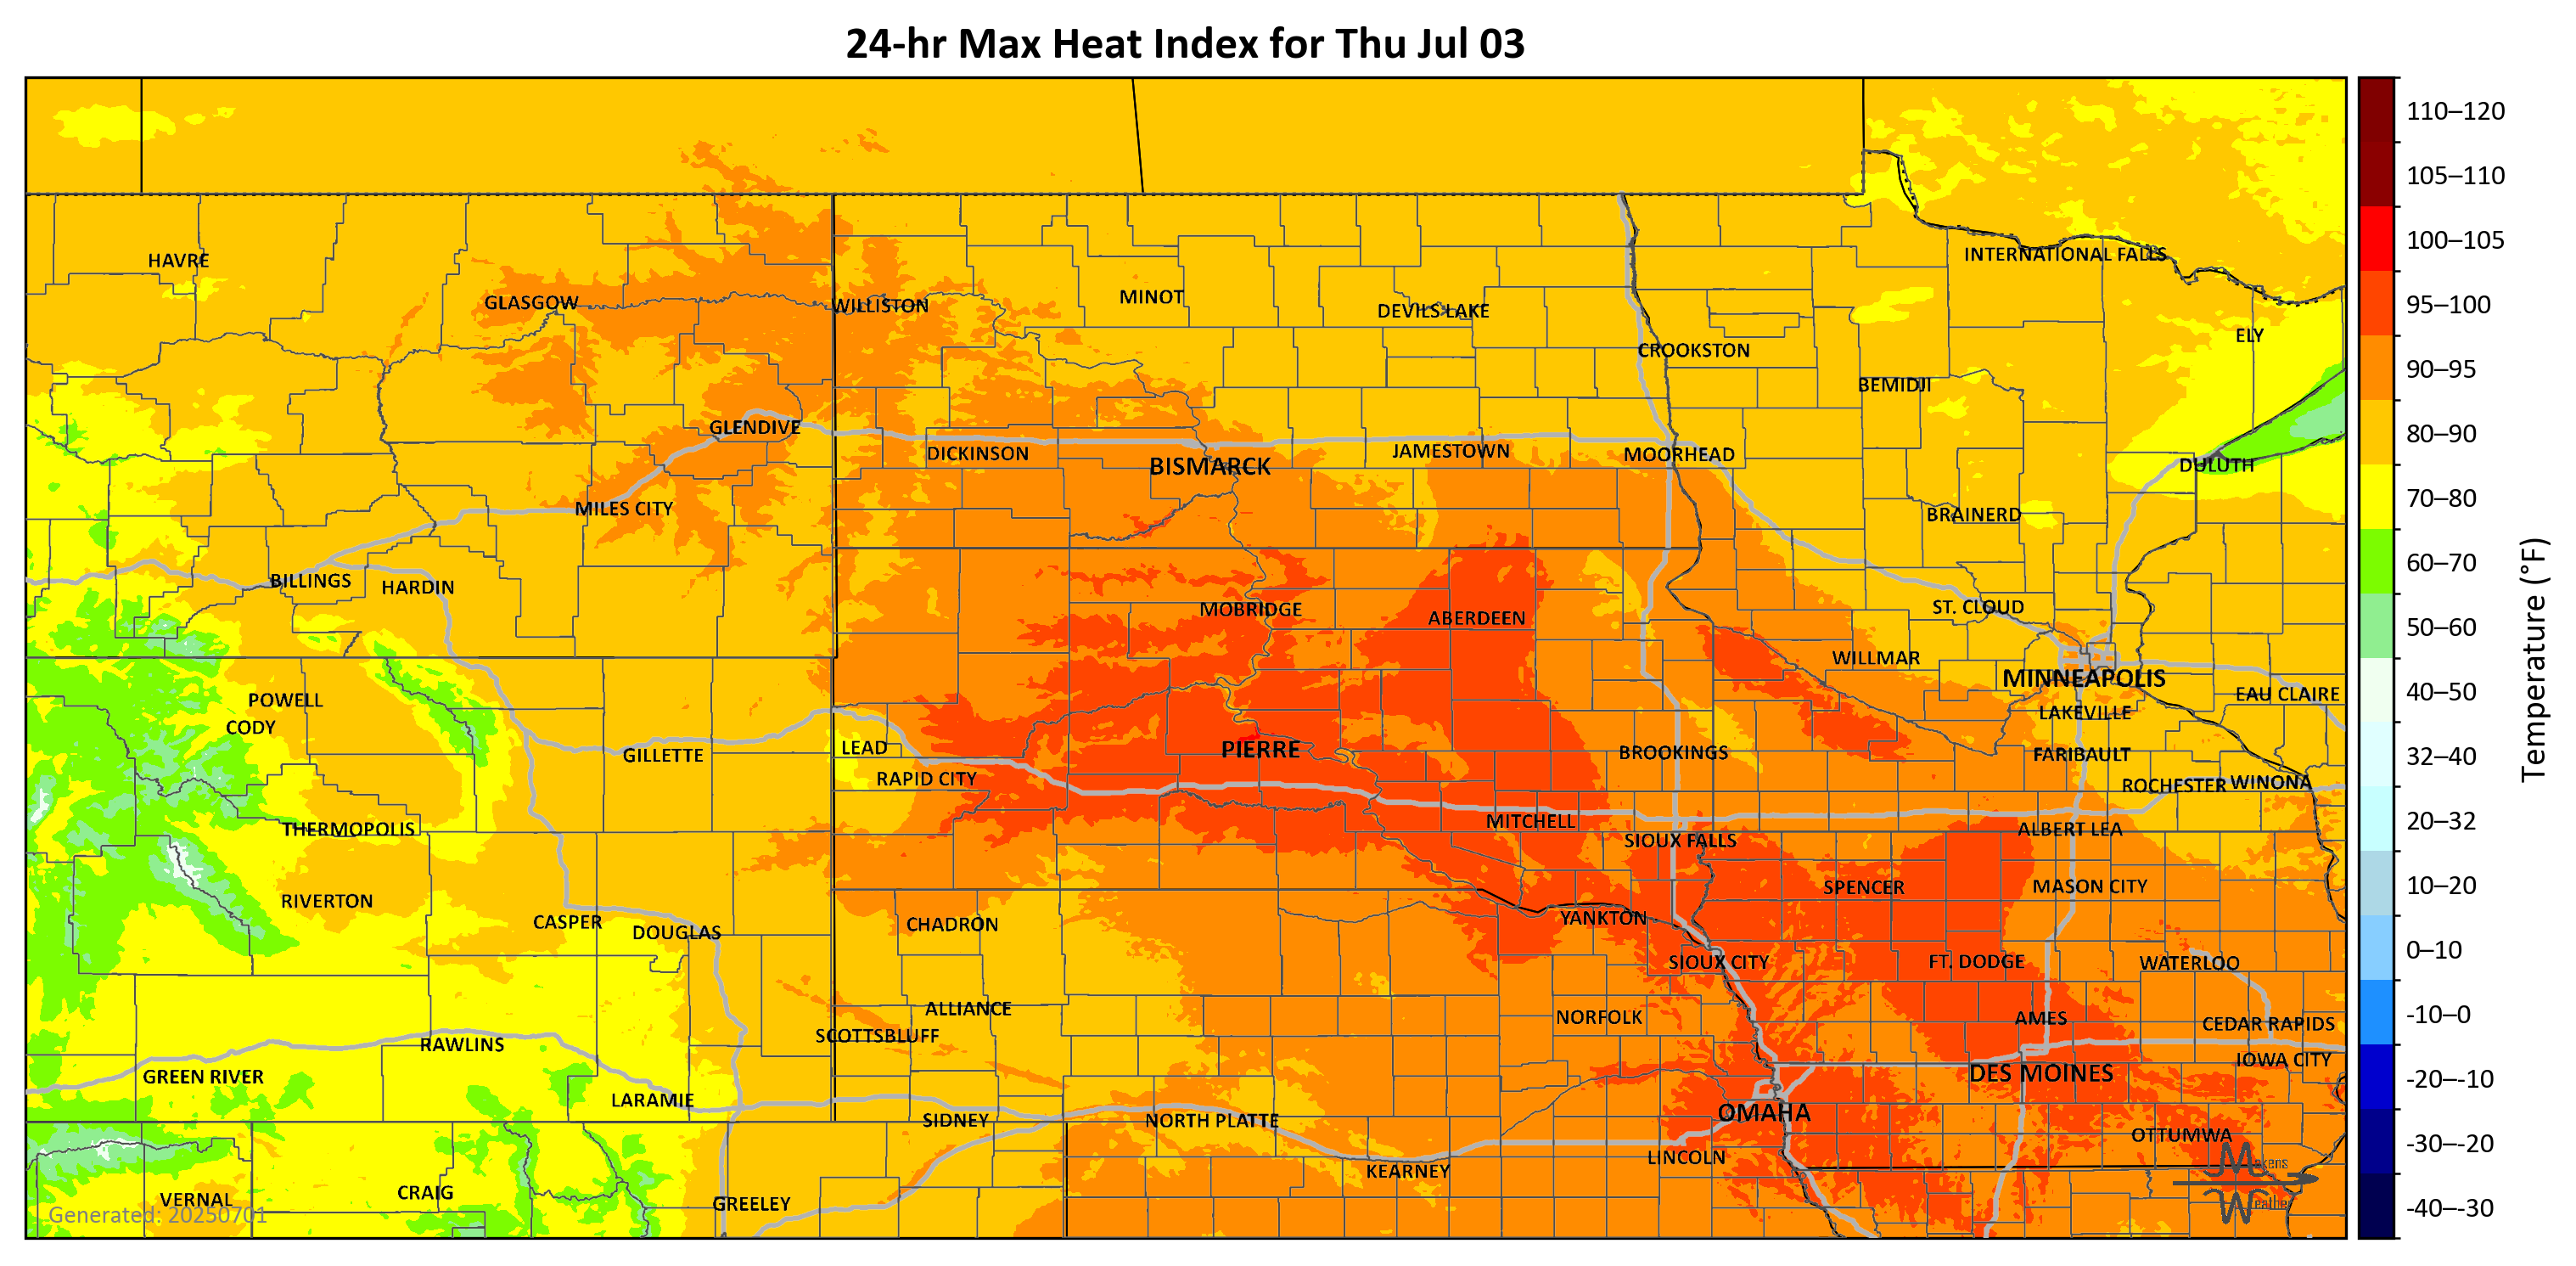 24-hr Max Heat Index for Thu Jul 03
110–120
105–110
100–105
95–100
90–95
80–90
70–80
60–70
50–60
40–50
32–40
20–32
10–20
0–10
-10–0
-20–-10
-30–-20
-40–-30
Temperature (°F)
HAVRE
INTERNATIONAL FALLS
GLASGOW
WILLISTON
MINOT
DEVILS LAKE
ELY
CROOKSTON
BEMIDJI
GLENDIVE
DICKINSON
BISMARCK
JAMESTOWN
MOORHEAD
DULUTH
MILES CITY
BRAINERD
BILLINGS
HARDIN
MOBRIDGE
ABERDEEN
ST. CLOUD
WILLMAR
MINNEAPOLIS
POWELL
EAU CLAIRE
CODY
LAKEVILLE
GILLETTE
LEAD
PIERRE
BROOKINGS
FARIBAULT
RAPID CITY
ROCHESTER
WINONA
THERMOPOLIS
MITCHELL
SIOUX FALLS
ALBERT LEA
RIVERTON
SPENCER
MASON CITY
CASPER
DOUGLAS
CHADRON
YANKTON
SIOUX CITY
FT. DODGE
WATERLOO
ALLIANCE
NORFOLK
AMES
CEDAR RAPIDS
SCOTTSBLUFF
RAWLINS
IOWA CITY
GREEN RIVER
DES MOINES
LARAMIE
SIDNEY
NORTH PLATTE
OMAHA
OTTUMWA
KEARNEY
LINCOLN
VERNAL
CRAIG
GREELEY
Generated: 20250701
Makens
Weather